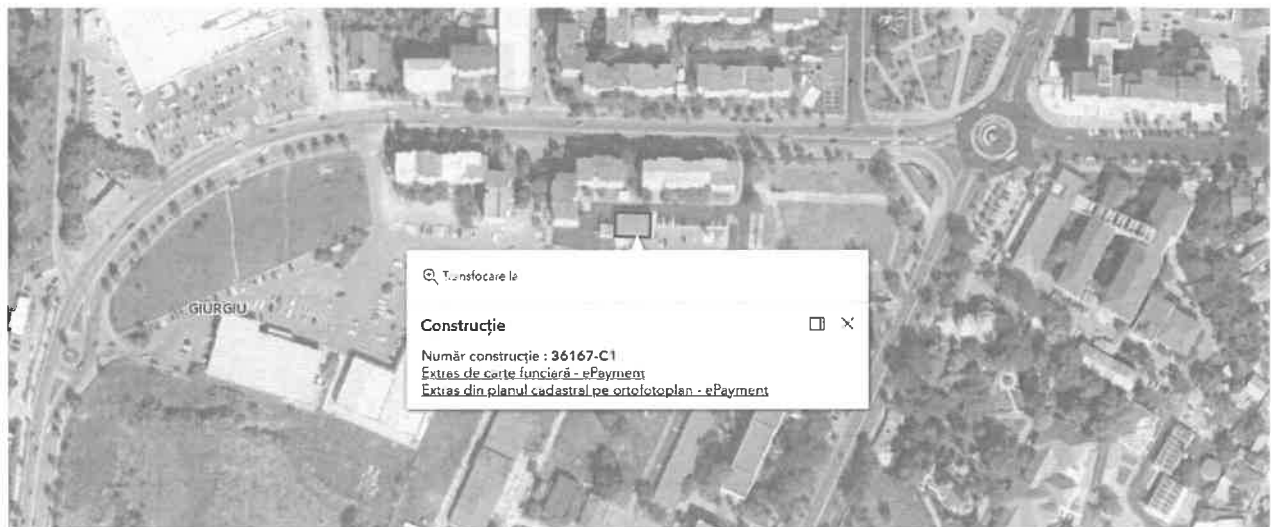 GIURGIU
Transfocare la
Construcție
Număr construcție : 36167-C1
Extras de carte funciară - ePayment
Extras din planul cadastral pe ortofotoplan - ePayment